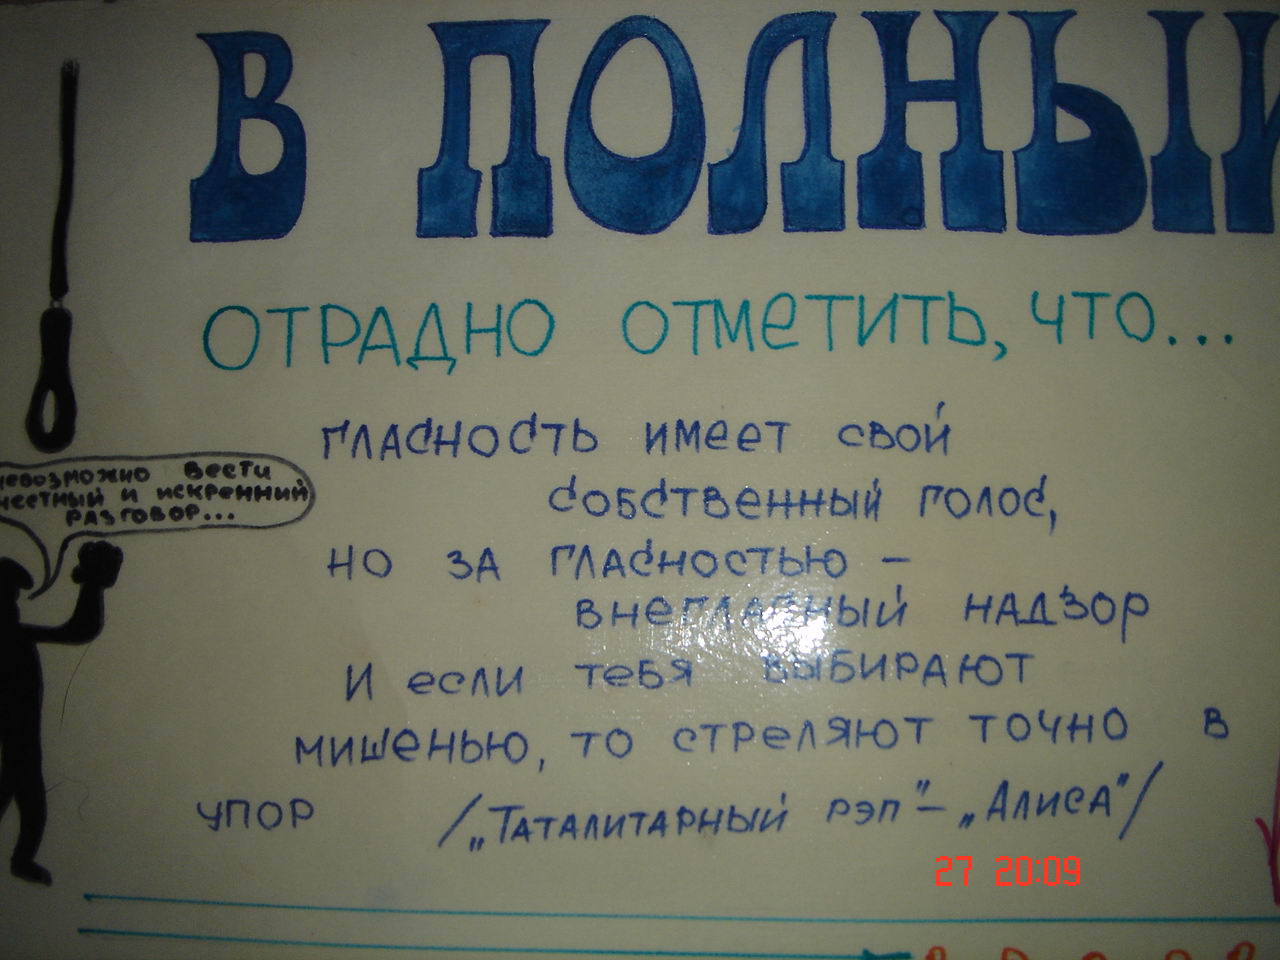 В ПОЛНЫЙ
ОТРАДНО ОТМЕТИТЬ, ЧТО...
ГЛАСНОСТЬ ИМЕЕТ СВОЙ
СОБСТВЕННЫЙ ГОЛОС,
НО ЗА ГЛАСНОСТЬЮ –
ВНЕГЛАСНЫЙ НАДЗОР
И ЕСЛИ ТЕБЯ ВЫБИРАЮТ
МИШЕНЬЮ, ТО СТРЕЛЯЮТ ТОЧНО В
УПОР /„ТАТАЛИТАРНЫЙ РЭП"– „АЛИСА"/
НЕВОЗМОЖНО ВЕСТИ
ЧЕСТНЫЙ И ИСКРЕННИЙ
РАЗГОВОР...
27 20:09